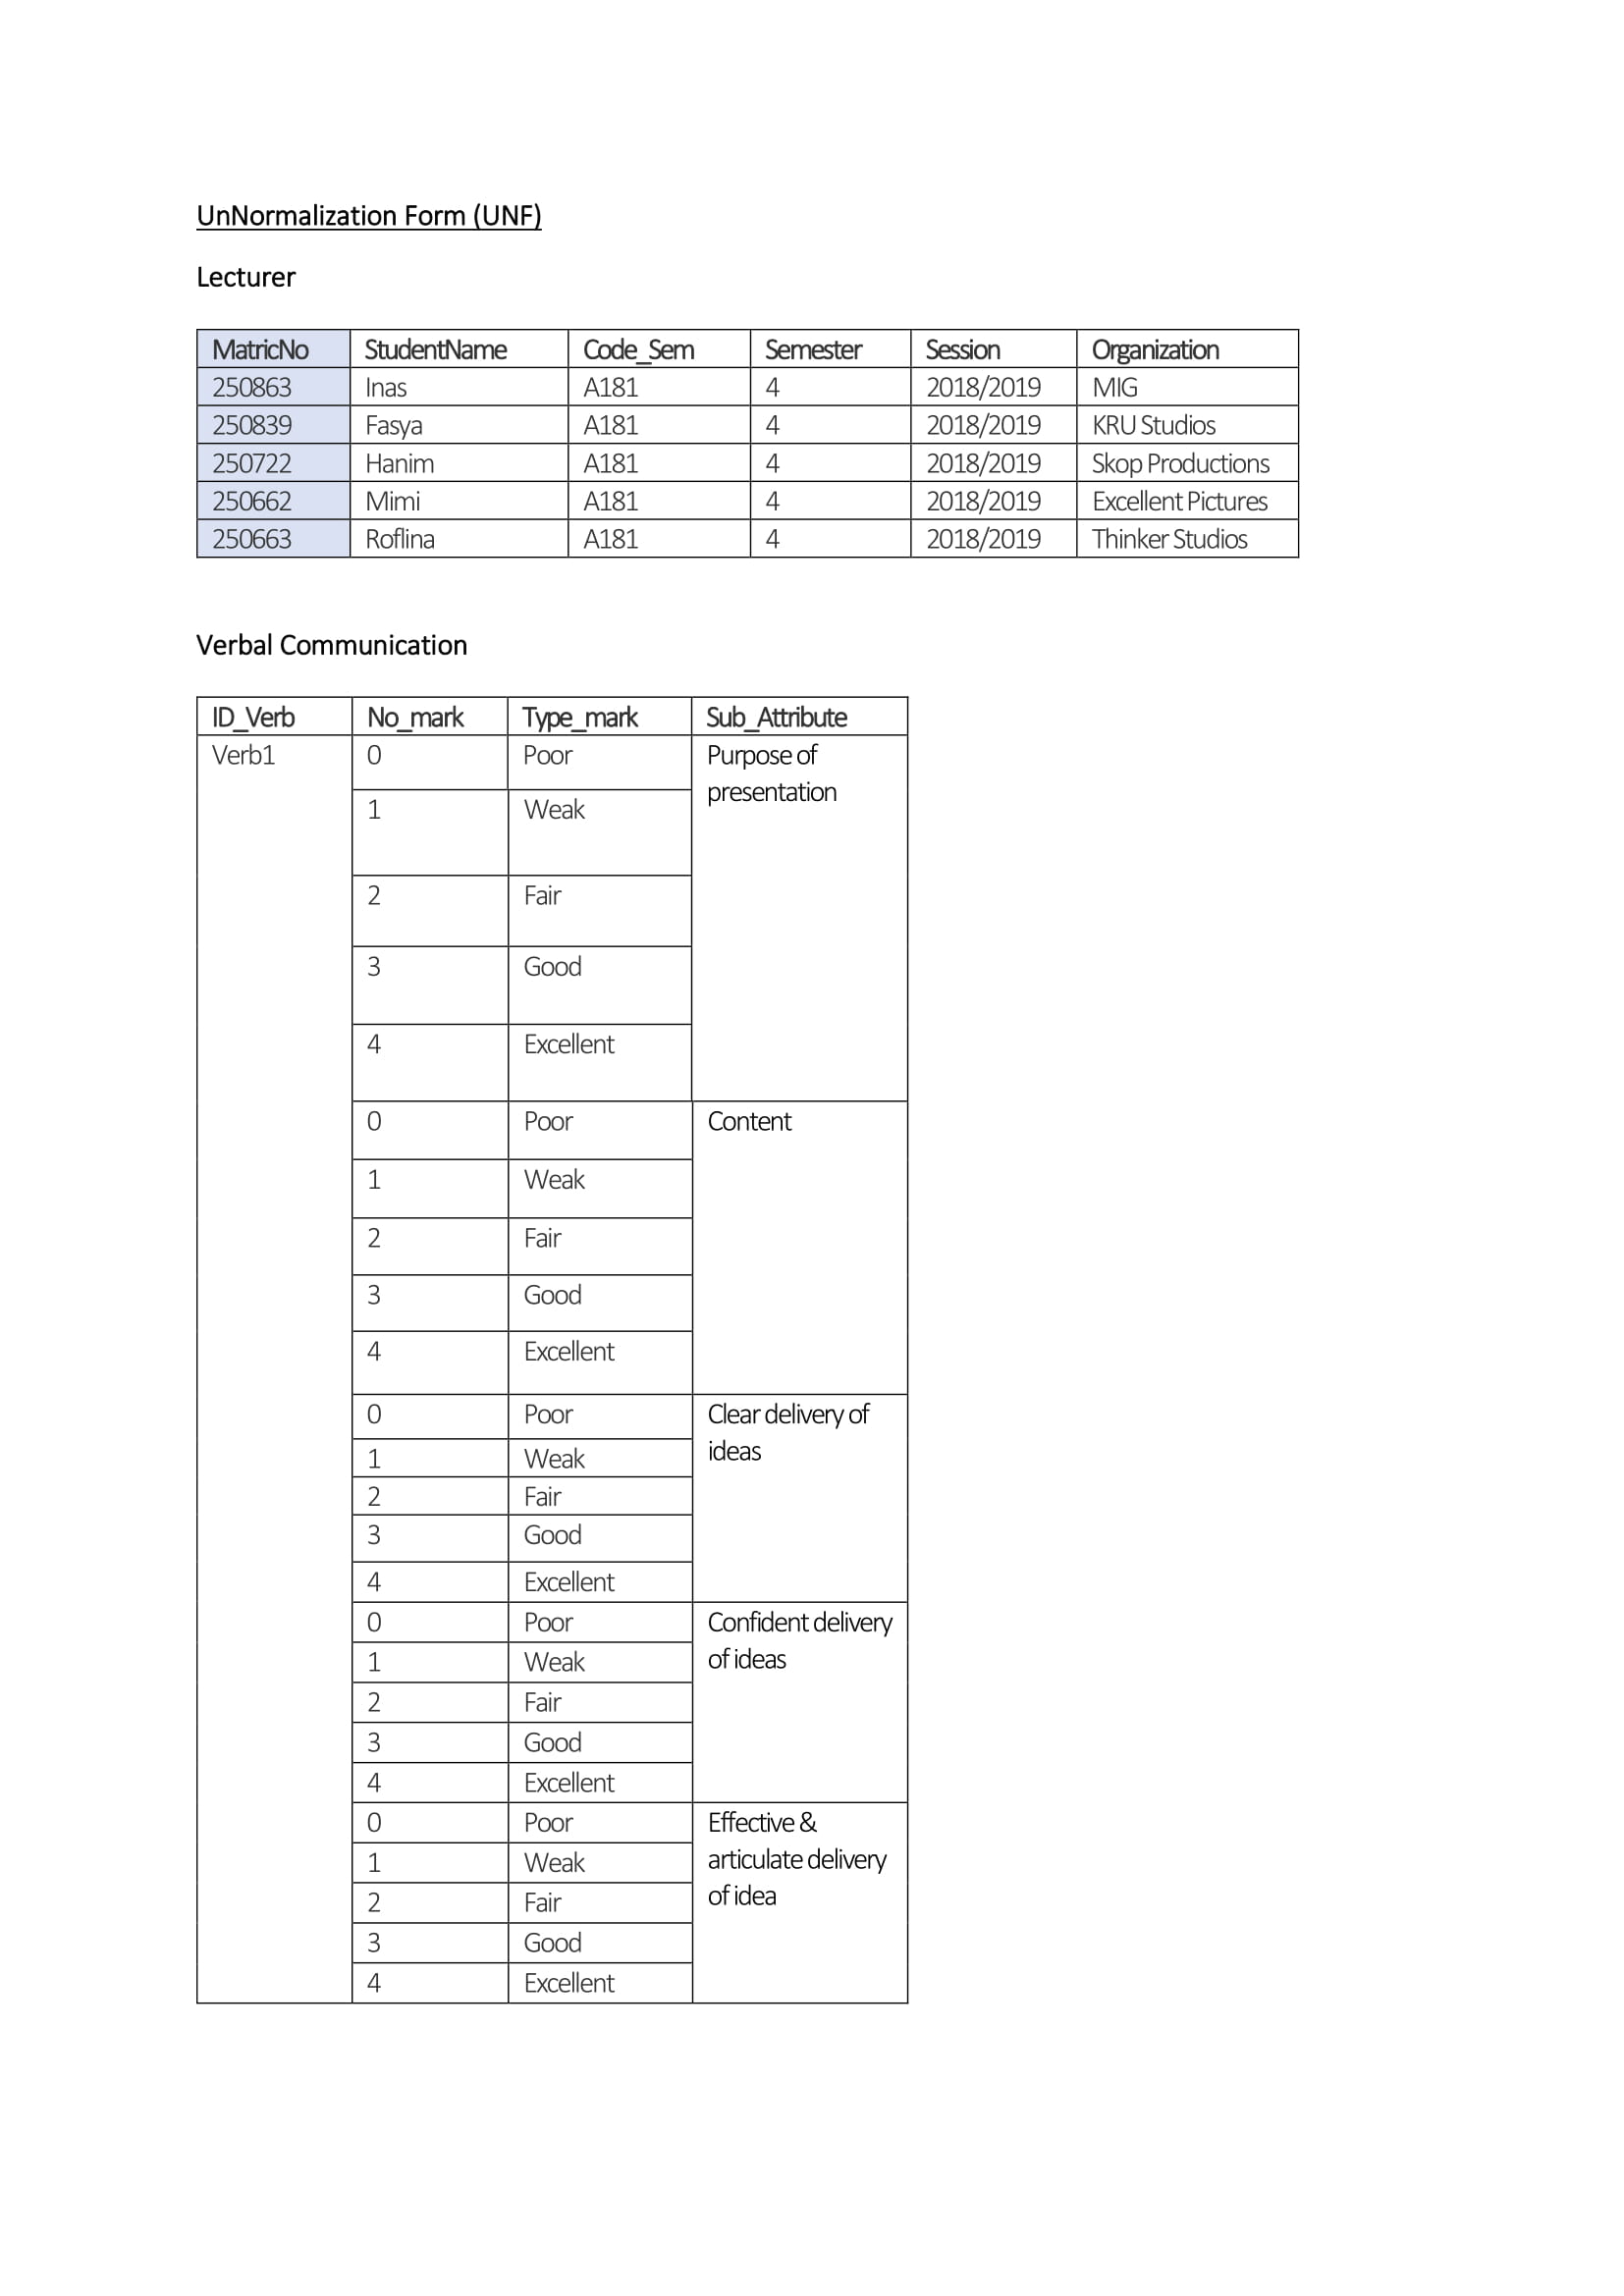 UnNormalization Form (UNF)
Lecturer
MatricNo StudentName Code_Sem Semester Session Organization
250863 Inas A181 4 2018/2019 MIG
250839 Fasya A181 4 2018/2019 KRU Studios
250722 Hanim A181 4 2018/2019 Skop Productions
250662 Mimi A181 4 2018/2019 Excellent Pictures
250663 Roflina A181 4 2018/2019 Thinker Studios
Verbal Communication
ID_Verb No_mark Type_mark Sub_Attribute
Verb1 0 Poor Purpose of
presentation
1 Weak
2 Fair
3 Good
4 Excellent
0 Poor Content
1 Weak
2 Fair
3 Good
4 Excellent
0 Poor Clear delivery of
ideas
1 Weak
2 Fair
3 Good
4 Excellent
0 Poor Confident delivery
of ideas
1 Weak
2 Fair
3 Good
4 Excellent
0 Poor Effective &
articulate delivery
of idea
1 Weak
2 Fair
3 Good
4 Excellent